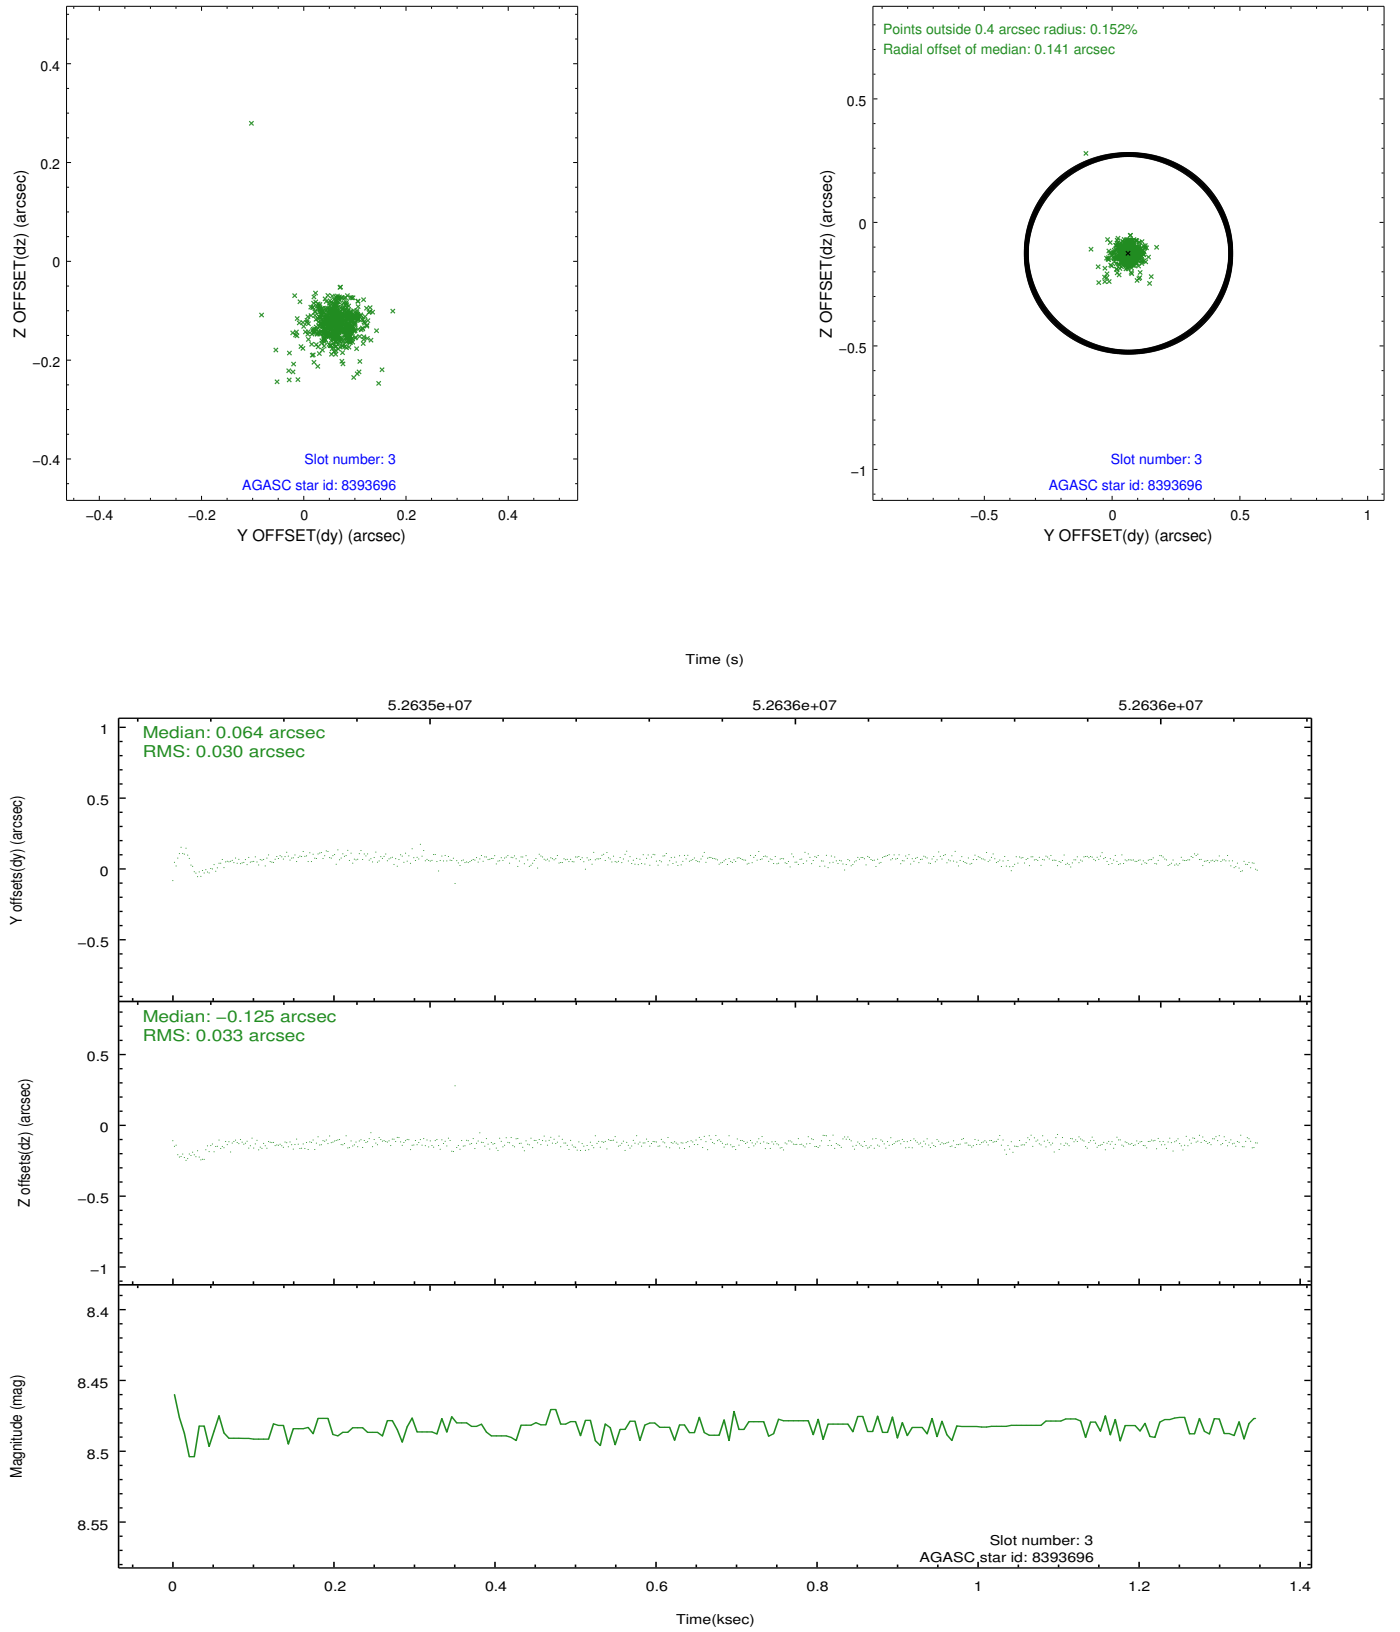 0.4
0.2
0
−0.2
−0.4
Z OFFSET(dz) (arcsec)
Slot number: 3
AGASC star id: 8393696
−0.4
−0.2
0
0.2
0.4
Y OFFSET(dy) (arcsec)
Points outside 0.4 arcsec radius: 0.152%
Radial offset of median: 0.141 arcsec
0.5
0
−0.5
−1
Z OFFSET(dz) (arcsec)
Slot number: 3
AGASC star id: 8393696
−0.5
0
0.5
1
Y OFFSET(dy) (arcsec)
Time (s)
5.2635e+07
5.2636e+07
5.2636e+07
Median: 0.064 arcsec
RMS: 0.030 arcsec
1
0.5
0
−0.5
Y offsets(dy) (arcsec)
Median: −0.125 arcsec
RMS: 0.033 arcsec
0.5
0
−0.5
−1
Z offsets(dz) (arcsec)
8.4
8.45
8.5
8.55
Magnitude (mag)
Slot number: 3
AGASC star id: 8393696
0
0.2
0.4
0.6
0.8
1
1.2
1.4
Time(ksec)